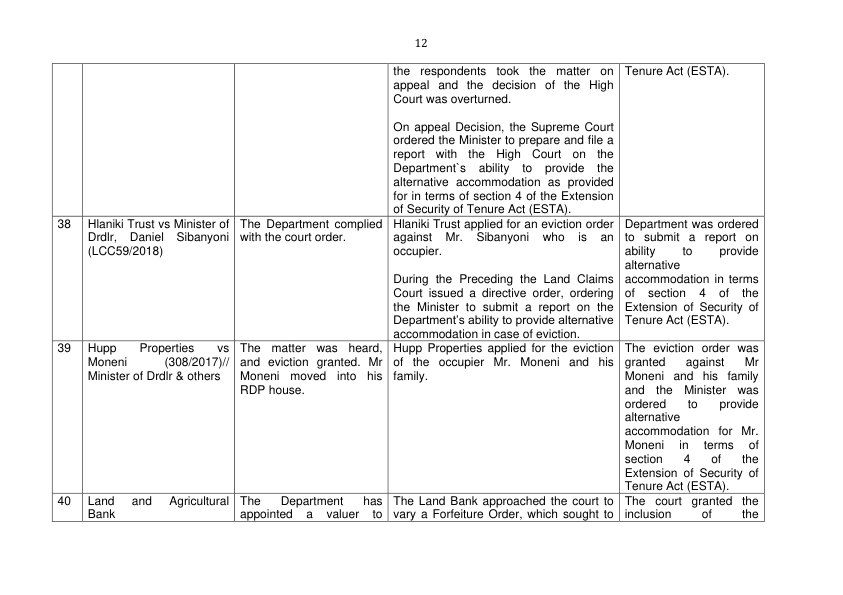 12
the respondents took the matter on
appeal and the decision of the High
Court was overturned.
On appeal Decision, the Supreme Court
ordered the Minister to prepare and file a
report with the High Court on the
Department`s ability to provide the
alternative accommodation as provided
for in terms of section 4 of the Extension
of Security of Tenure Act (ESTA).
Tenure Act (ESTA).
38
Hlaniki Trust vs Minister of
Drdlr, Daniel Sibanyoni
(LCC59/2018)
The Department complied
with the court order.
Hlaniki Trust applied for an eviction order
against Mr. Sibanyoni who is an
occupier.
During the Preceding the Land Claims
Court issued a directive order, ordering
the Minister to submit a report on the
Department's ability to provide alternative
accommodation in case of eviction.
Department was ordered
to submit a report on
ability to provide
alternative
accommodation in terms
of section 4 of the
Extension of Security of
Tenure Act (ESTA).
39
Hupp Properties vs
Moneni (308/2017)//
Minister of Drdlr & others
The matter was heard,
and eviction granted. Mr
Moneni moved into his
RDP house.
Hupp Properties applied for the eviction
of the occupier Mr. Moneni and his
family.
The eviction order was
granted against Mr
Moneni and his family
and the Minister was
ordered to provide
alternative
accommodation for Mr.
Moneni in terms of
section 4 of the
Extension of Security of
Tenure Act (ESTA).
40
Land and Agricultural
Bank
The Department has
appointed a valuer to
The Land Bank approached the court to
vary a Forfeiture Order, which sought to
The court granted the
inclusion of the